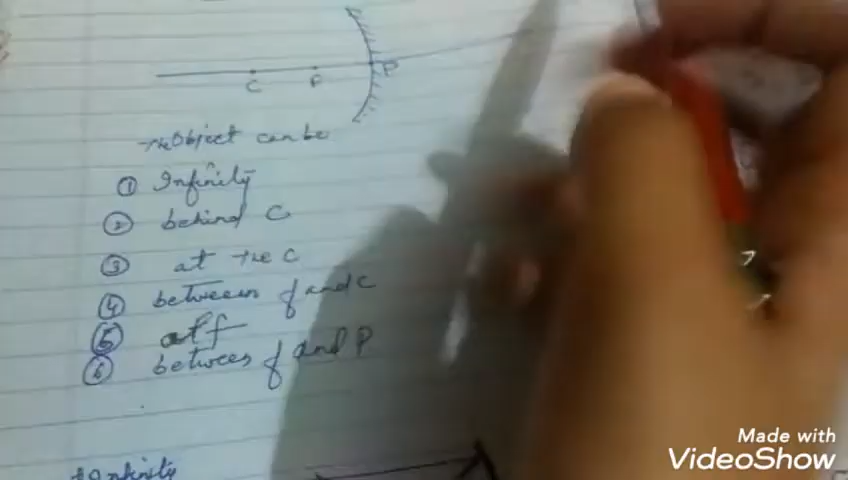 C F P
The Object can be
① Infinity
② behind C
③ at the C
④ between f and c
⑤ at f
⑥ betwees f and P
Infinity
Made with
VideoShow